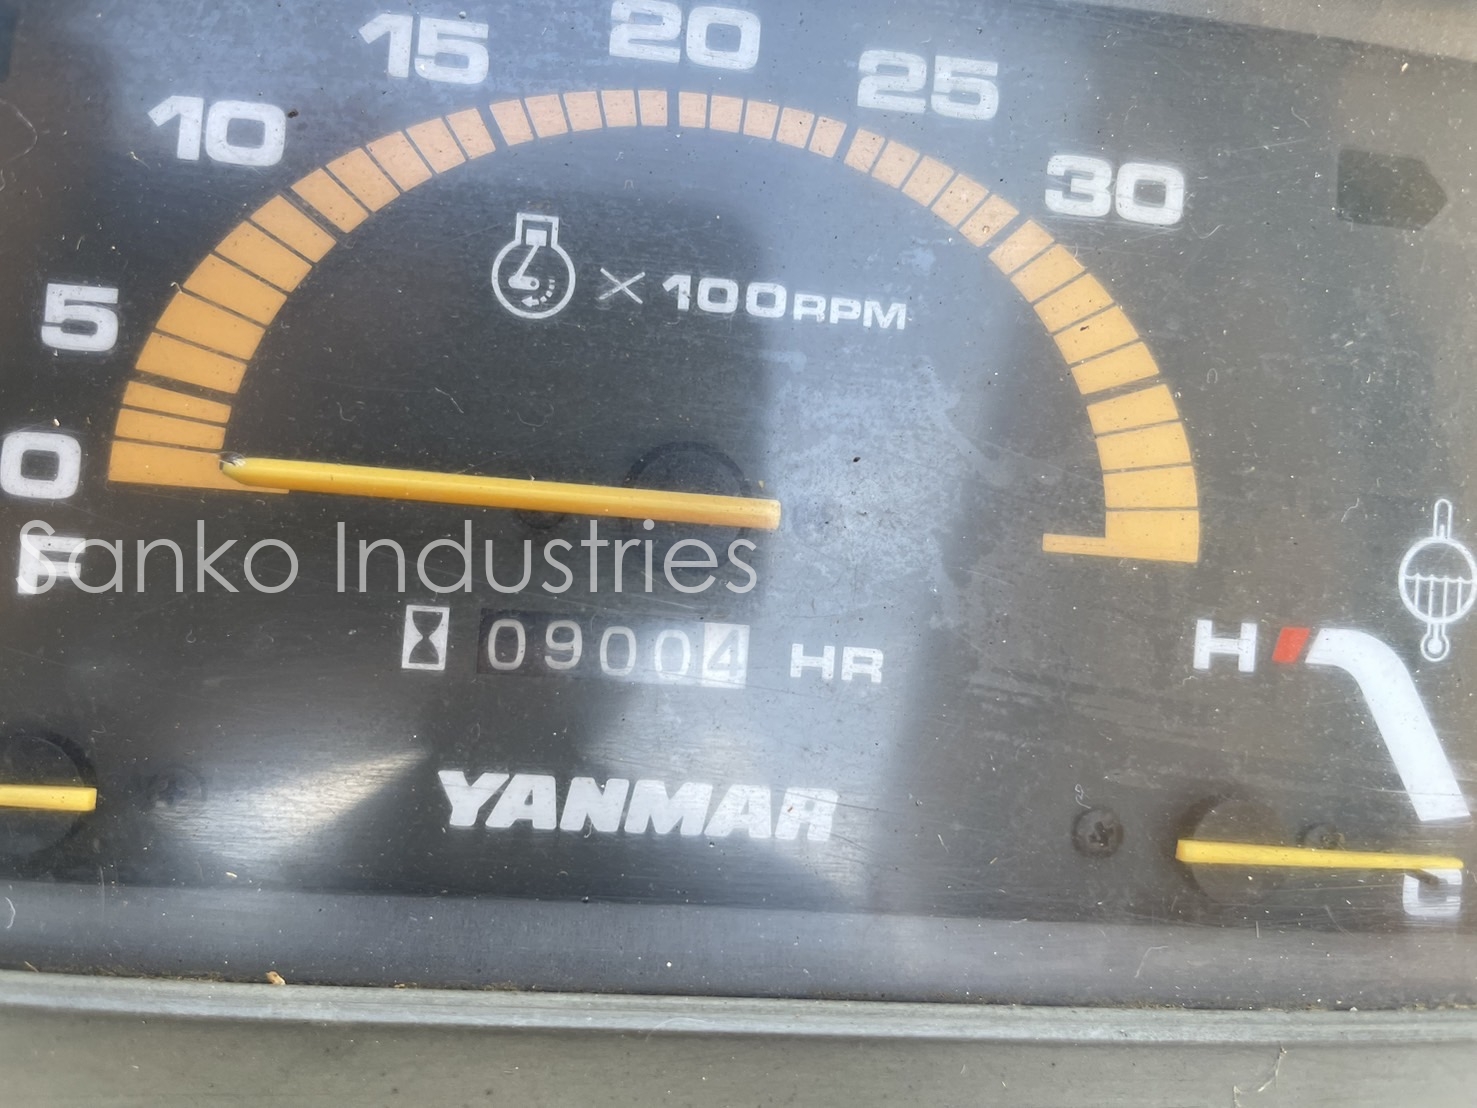 0
5
10
15
20
25
30
× 100RPM
F
Sanko Industries
09004 HR
YANMAR
H
C